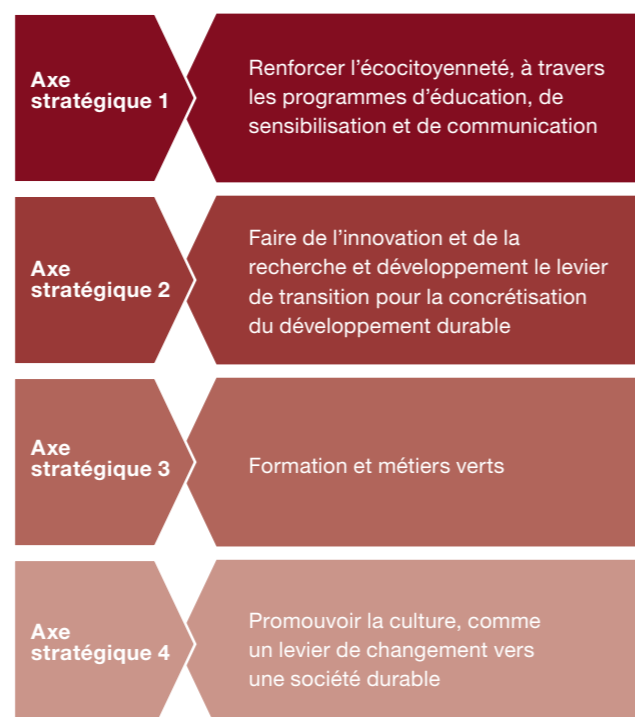 Axe
stratégique 1
Renforcer l’écocitoyenneté, à travers
les programmes d’éducation, de
sensibilisation et de communication
Axe
stratégique 2
Faire de l’innovation et de la
recherche et développement le levier
de transition pour la concrétisation
du développement durable
Axe
stratégique 3
Formation et métiers verts
Axe
stratégique 4
Promouvoir la culture, comme
un levier de changement vers
une société durable